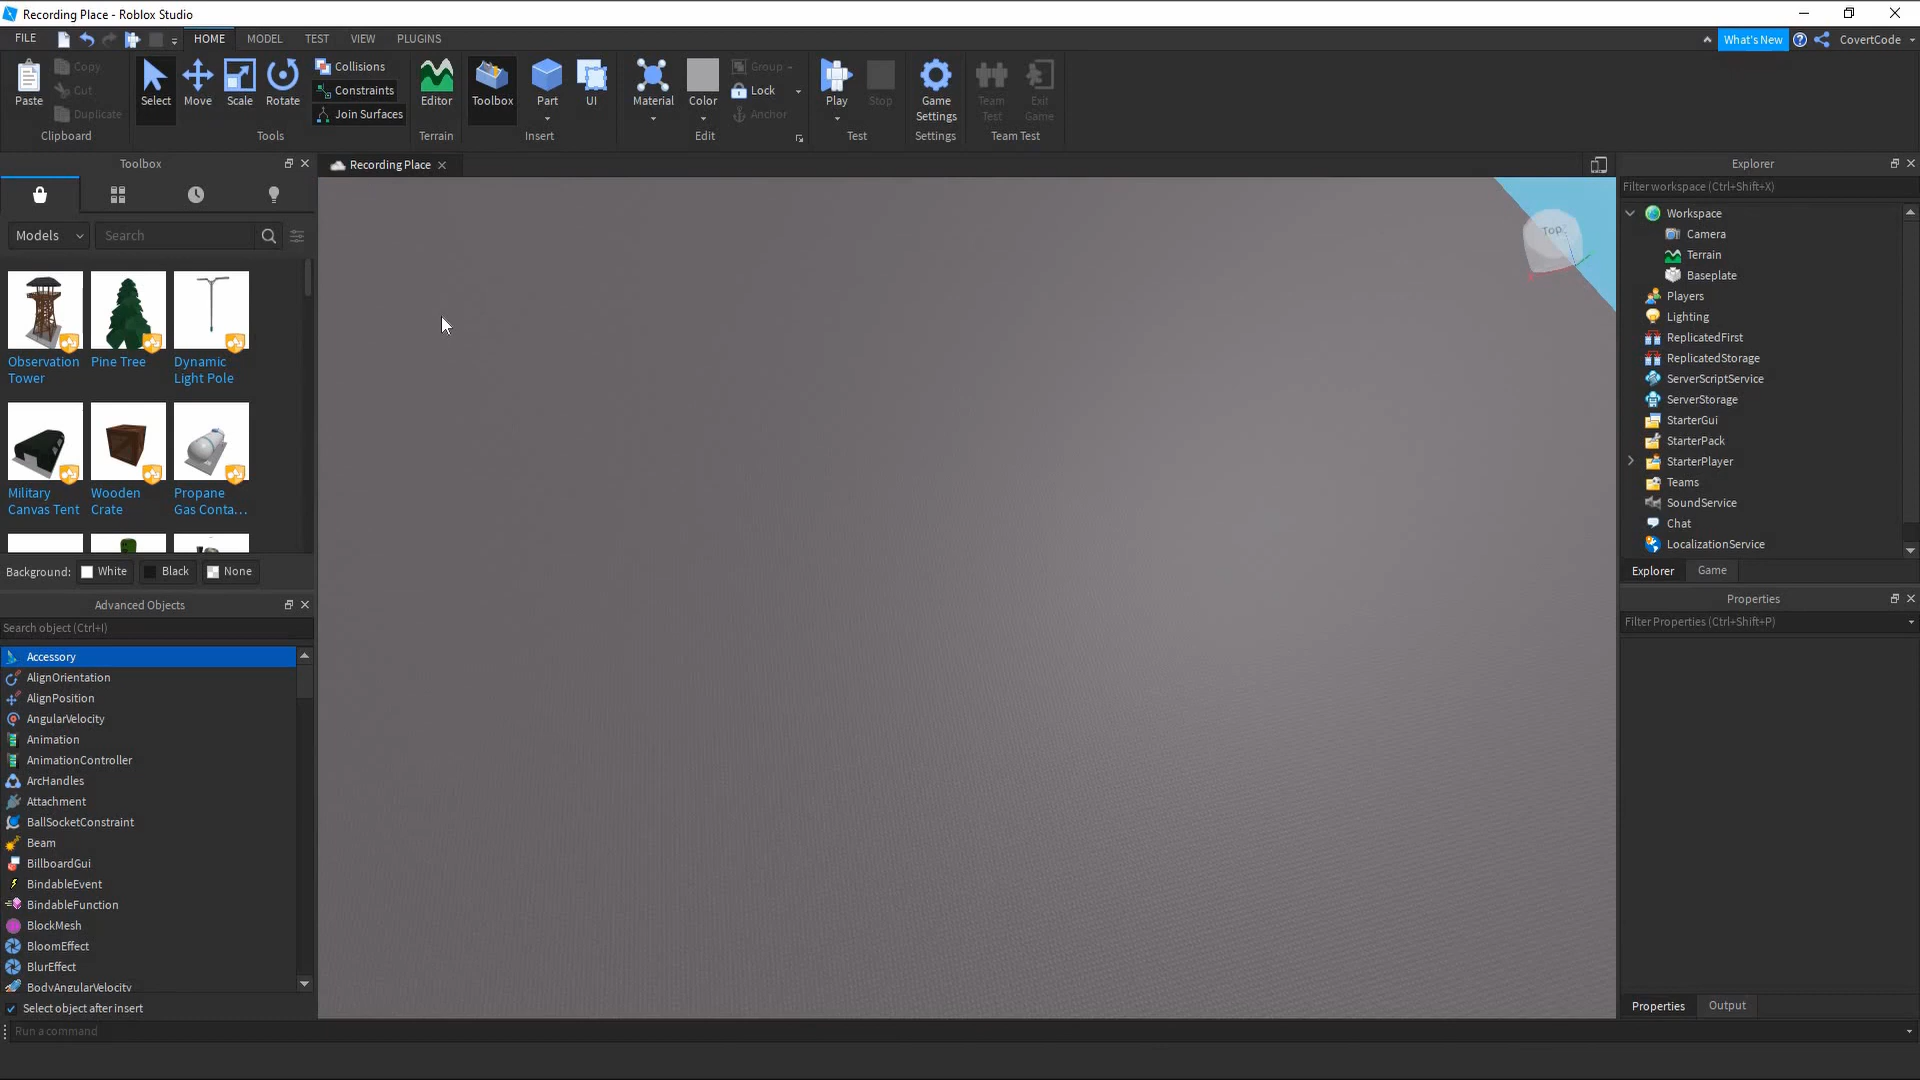 Recording Place - Roblox Studio
FILE HOME MODEL TEST VIEW PLUGINS What's New CovertCode
Copy
Cut
Duplicate
Paste
Clipboard
Select Move Scale Rotate
Collisions
Constraints
Join Surfaces
Tools
Editor
Terrain
Toolbox Part UI
Insert
Material Color
Group
Lock
Anchor
Edit
Play Stop
Test
Game
Settings
Settings
Team
Test
Exit
Game
Team Test
Toolbox
Models Search
Observation
Tower
Pine Tree
Dynamic
Light Pole
Military
Canvas Tent
Wooden
Crate
Propane
Gas Conta...
Background: White Black None
Advanced Objects
Search object (Ctrl+I)
Accessory
AlignOrientation
AlignPosition
AngularVelocity
Animation
AnimationController
ArcHandles
Attachment
BallSocketConstraint
Beam
BillboardGui
BindableEvent
BindableFunction
BlockMesh
BloomEffect
BlurEffect
BodyAngularVelocity
Select object after insert
Run a command
Recording Place
Top
Explorer
Filter workspace (Ctrl+Shift+X)
Workspace
Camera
Terrain
Baseplate
Players
Lighting
ReplicatedFirst
ReplicatedStorage
ServerScriptService
ServerStorage
StarterGui
StarterPack
StarterPlayer
Teams
SoundService
Chat
LocalizationService
Explorer Game
Properties
Filter Properties (Ctrl+Shift+P)
Properties Output